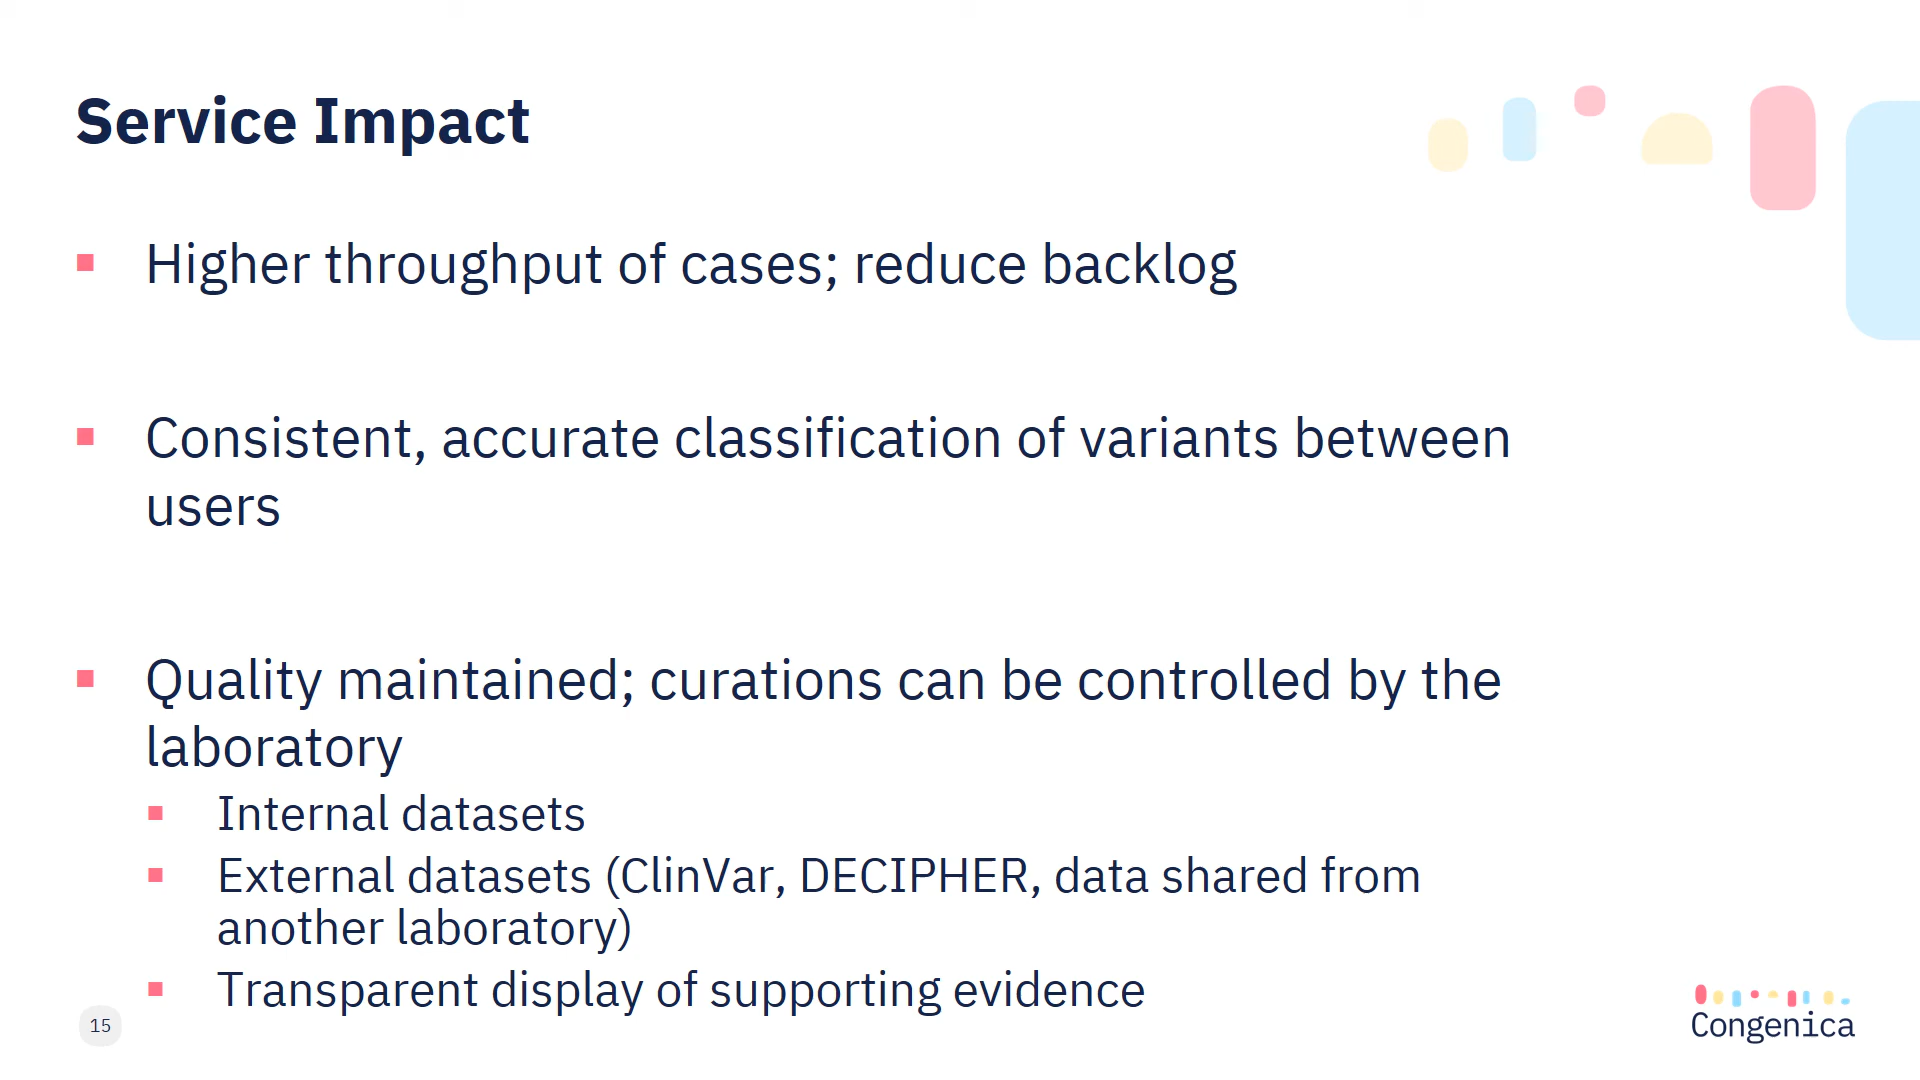 Service Impact
Higher throughput of cases; reduce backlog
Consistent, accurate classification of variants between
users
Quality maintained; curations can be controlled by the
laboratory
Internal datasets
External datasets (ClinVar, DECIPHER, data shared from
another laboratory)
Transparent display of supporting evidence
15
Congenica